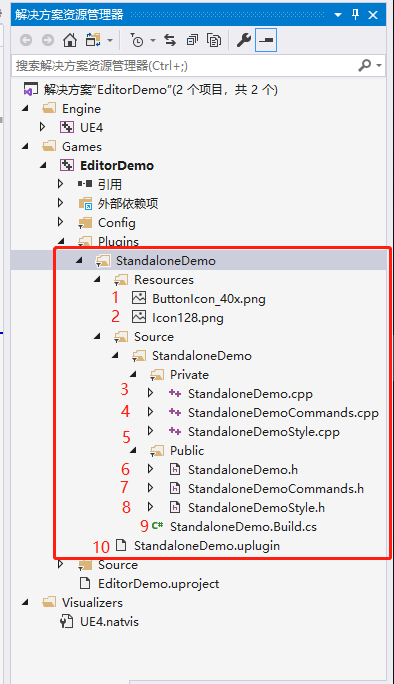 解决方案资源管理器
搜索解决方案资源管理器(Ctrl+;)
解决方案"EditorDemo"(2 个项目，共 2 个)
Engine
UE4
Games
EditorDemo
引用
外部依赖项
Config
Plugins
StandaloneDemo
Resources
1 ButtonIcon_40x.png
2 Icon128.png
Source
StandaloneDemo
Private
3 StandaloneDemo.cpp
4 StandaloneDemoCommands.cpp
5 StandaloneDemoStyle.cpp
Public
6 StandaloneDemo.h
7 StandaloneDemoCommands.h
8 StandaloneDemoStyle.h
9 C# StandaloneDemo.Build.cs
10 StandaloneDemo.uplugin
Source
EditorDemo.uproject
Visualizers
UE4.natvis